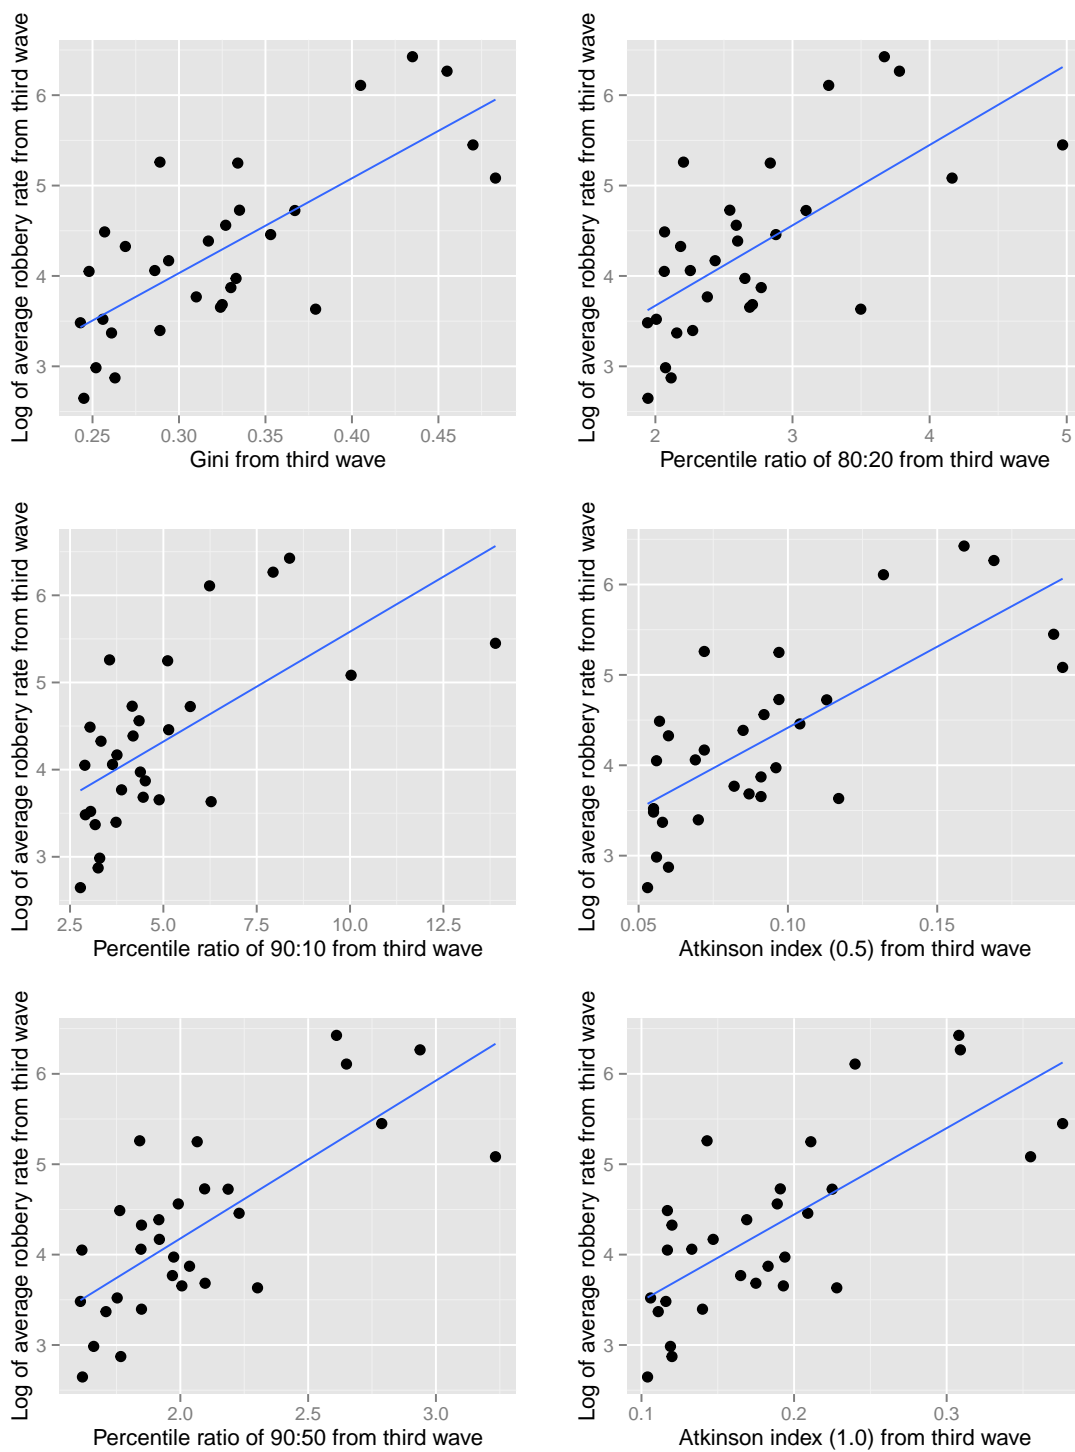 Log of average robbery rate from third wave
6
5
4
3
0.25 0.30 0.35 0.40 0.45
Gini from third wave
Log of average robbery rate from third wave
6
5
4
3
2 3 4 5
Percentile ratio of 80:20 from third wave
Log of average robbery rate from third wave
6
5
4
3
2.5 5.0 7.5 10.0 12.5
Percentile ratio of 90:10 from third wave
Log of average robbery rate from third wave
6
5
4
3
0.05 0.10 0.15
Atkinson index (0.5) from third wave
Log of average robbery rate from third wave
6
5
4
3
2.0 2.5 3.0
Percentile ratio of 90:50 from third wave
Log of average robbery rate from third wave
6
5
4
3
0.1 0.2 0.3
Atkinson index (1.0) from third wave